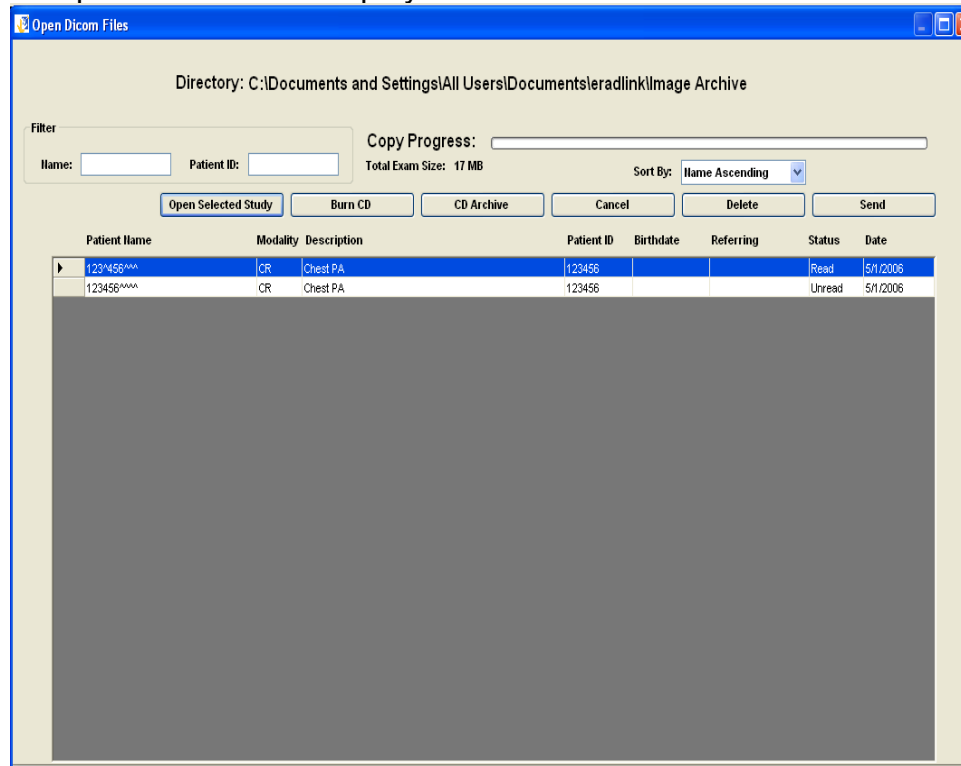 Open Dicom Files
Directory: C:\Documents and Settings\All Users\Documents\eradlink\Image Archive
Filter
Name:
Patient ID:
Copy Progress:
Total Exam Size: 17 MB
Sort By: Name Ascending
Open Selected Study Burn CD CD Archive Cancel Delete Send
Patient Name Modality Description Patient ID Birthdate Referring Status Date
123^456^^^ CR Chest PA 123456 Read 5/1/2006
123456^^^^ CR Chest PA 123456 Unread 5/1/2006